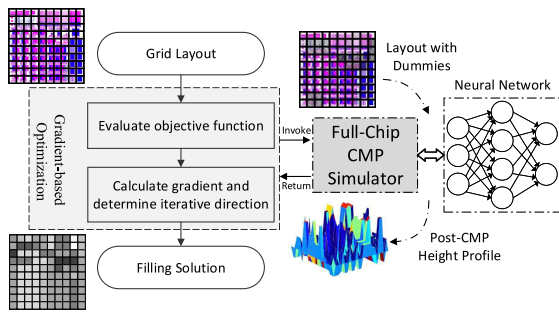 Grid Layout
Gradient-based
Optimization
Evaluate objective function
Calculate gradient and
determine iterative direction
Filling Solution
Invoke
Return
Full-Chip
CMP
Simulator
Layout with
Dummies
Neural Network
Post-CMP
Height Profile